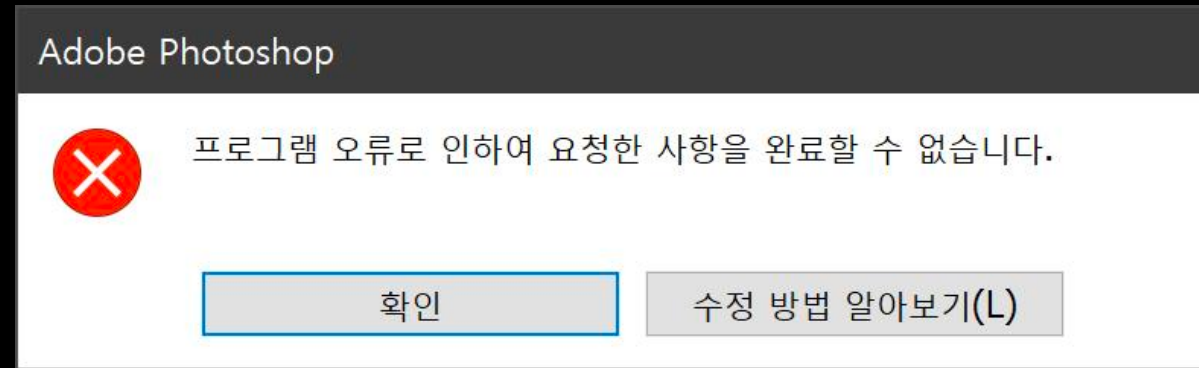 Adobe Photoshop
프로그램 오류로 인하여 요청한 사항을 완료할 수 없습니다.
확인 수정 방법 알아보기(L)